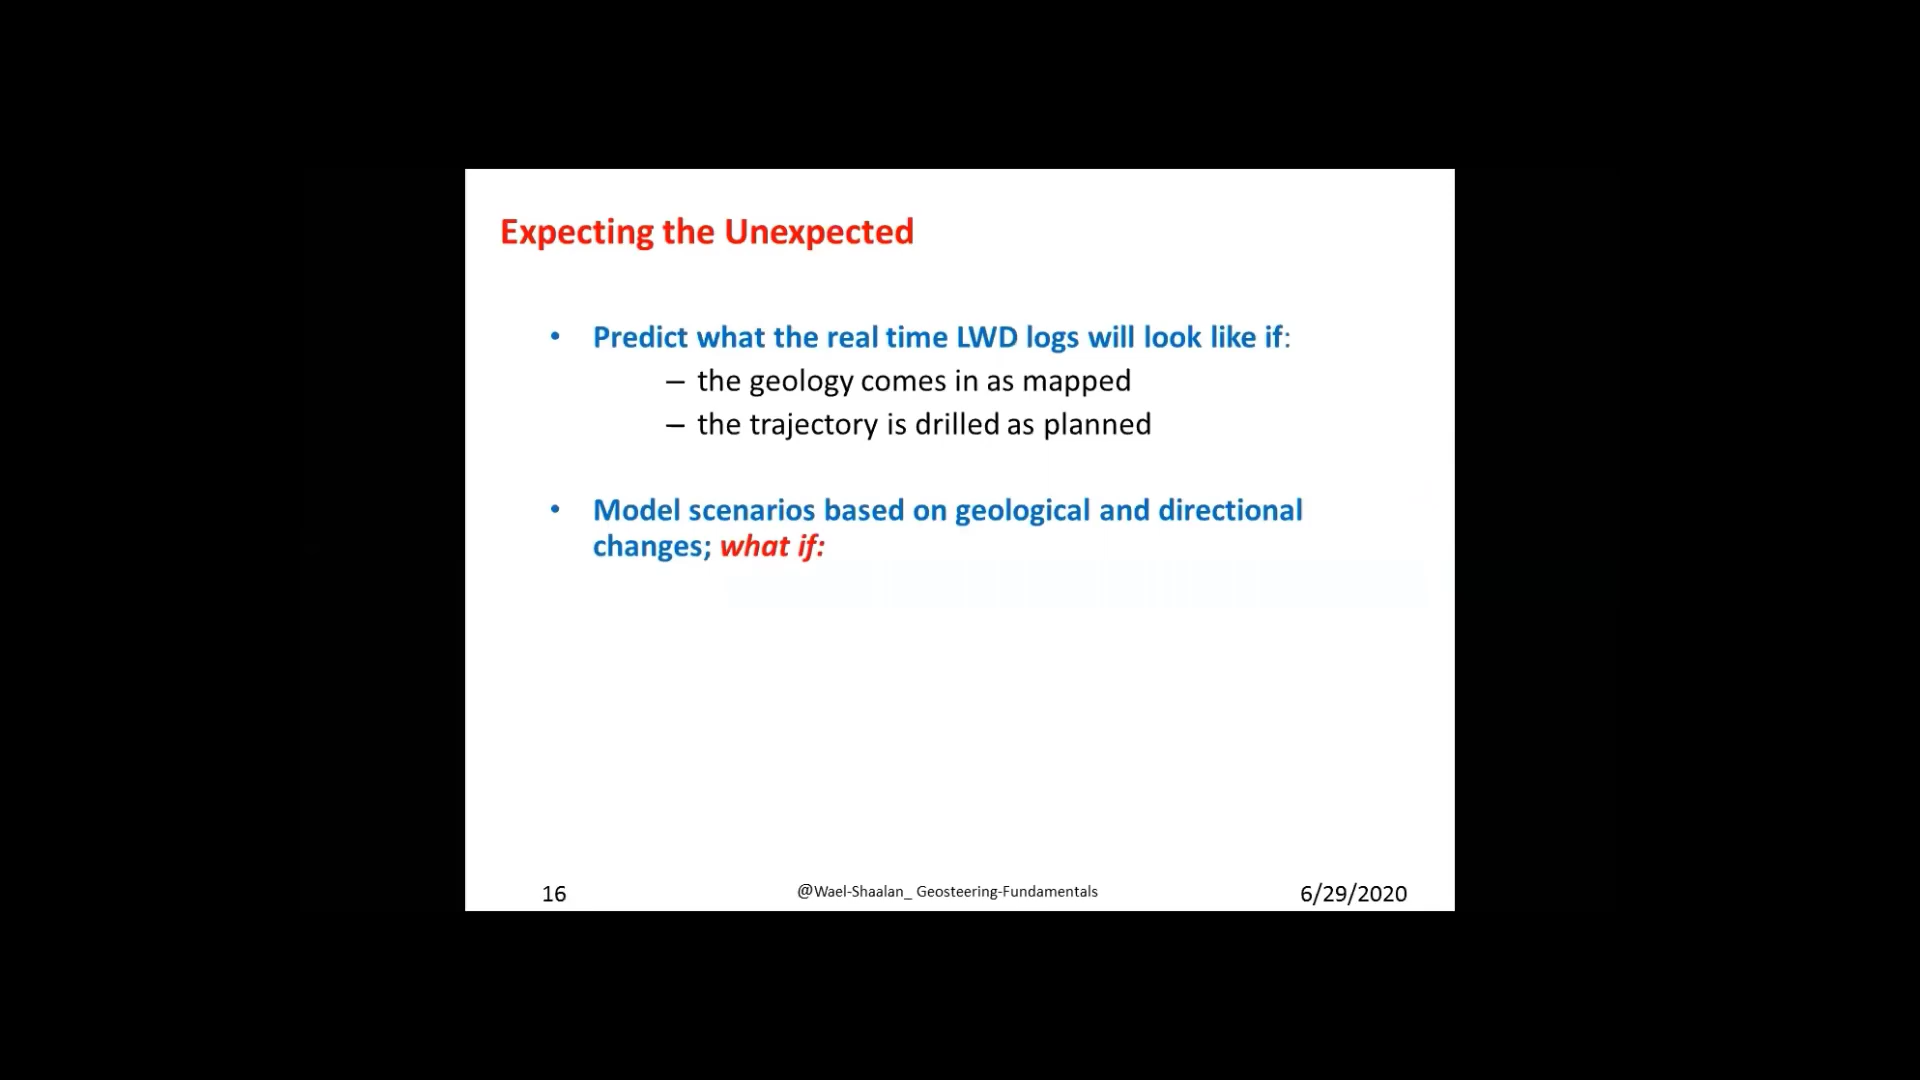 Expecting the Unexpected
• Predict what the real time LWD logs will look like if:
– the geology comes in as mapped
– the trajectory is drilled as planned
• Model scenarios based on geological and directional
changes; what if:
16
@Wael-Shaalan_ Geosteering-Fundamentals
6/29/2020